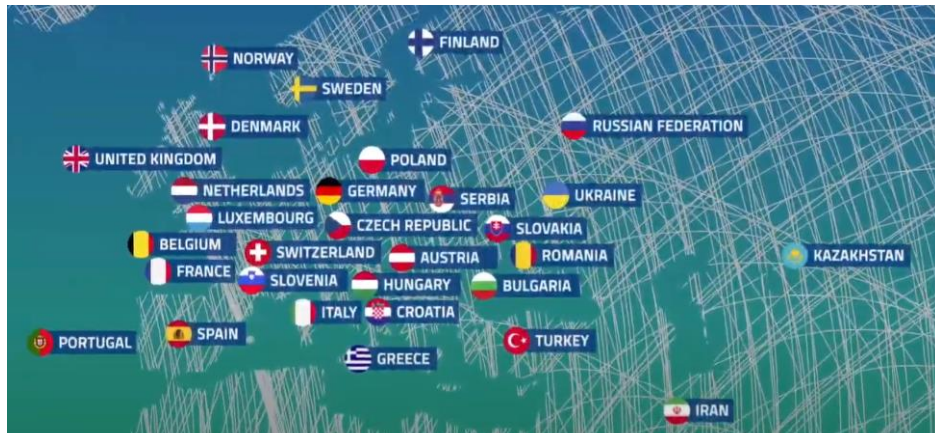 FINLAND
NORWAY
SWEDEN
DENMARK
RUSSIAN FEDERATION
UNITED KINGDOM
POLAND
NETHERLANDS
GERMANY
SERBIA
UKRAINE
LUXEMBOURG
CZECH REPUBLIC
SLOVAKIA
BELGIUM
SWITZERLAND
AUSTRIA
ROMANIA
KAZAKHSTAN
FRANCE
SLOVENIA
HUNGARY
BULGARIA
ITALY
CROATIA
PORTUGAL
SPAIN
TURKEY
GREECE
IRAN